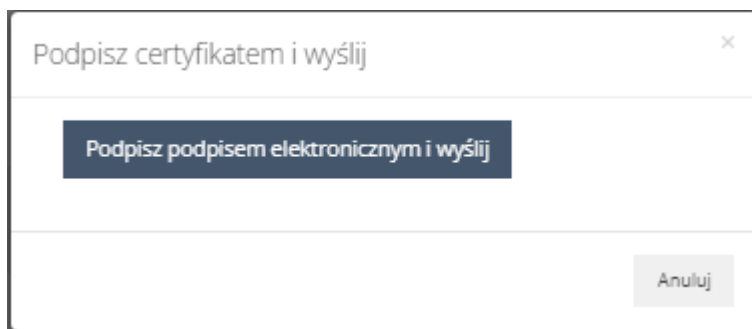 Podpisz certyfikatem i wyślij
×
Podpisz podpisem elektronicznym i wyślij
Anuluj